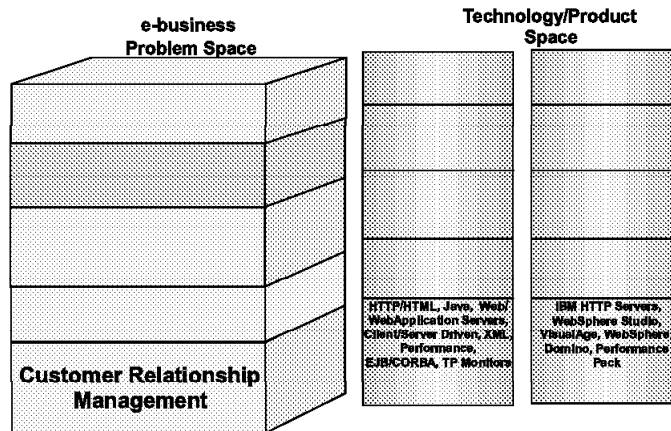 e-business
Problem Space
Technology/Product
Space
HTTP/HTML, Java, Web/
WebApplication Servers,
Client/Server Driven, XML,
Performance,
EJB/CORBA, TP Monitors
IBM HTTP Servers,
WebSphere Studio,
VisualAge, WebSphere
Domino, Performance
Pack
Customer Relationship
Management